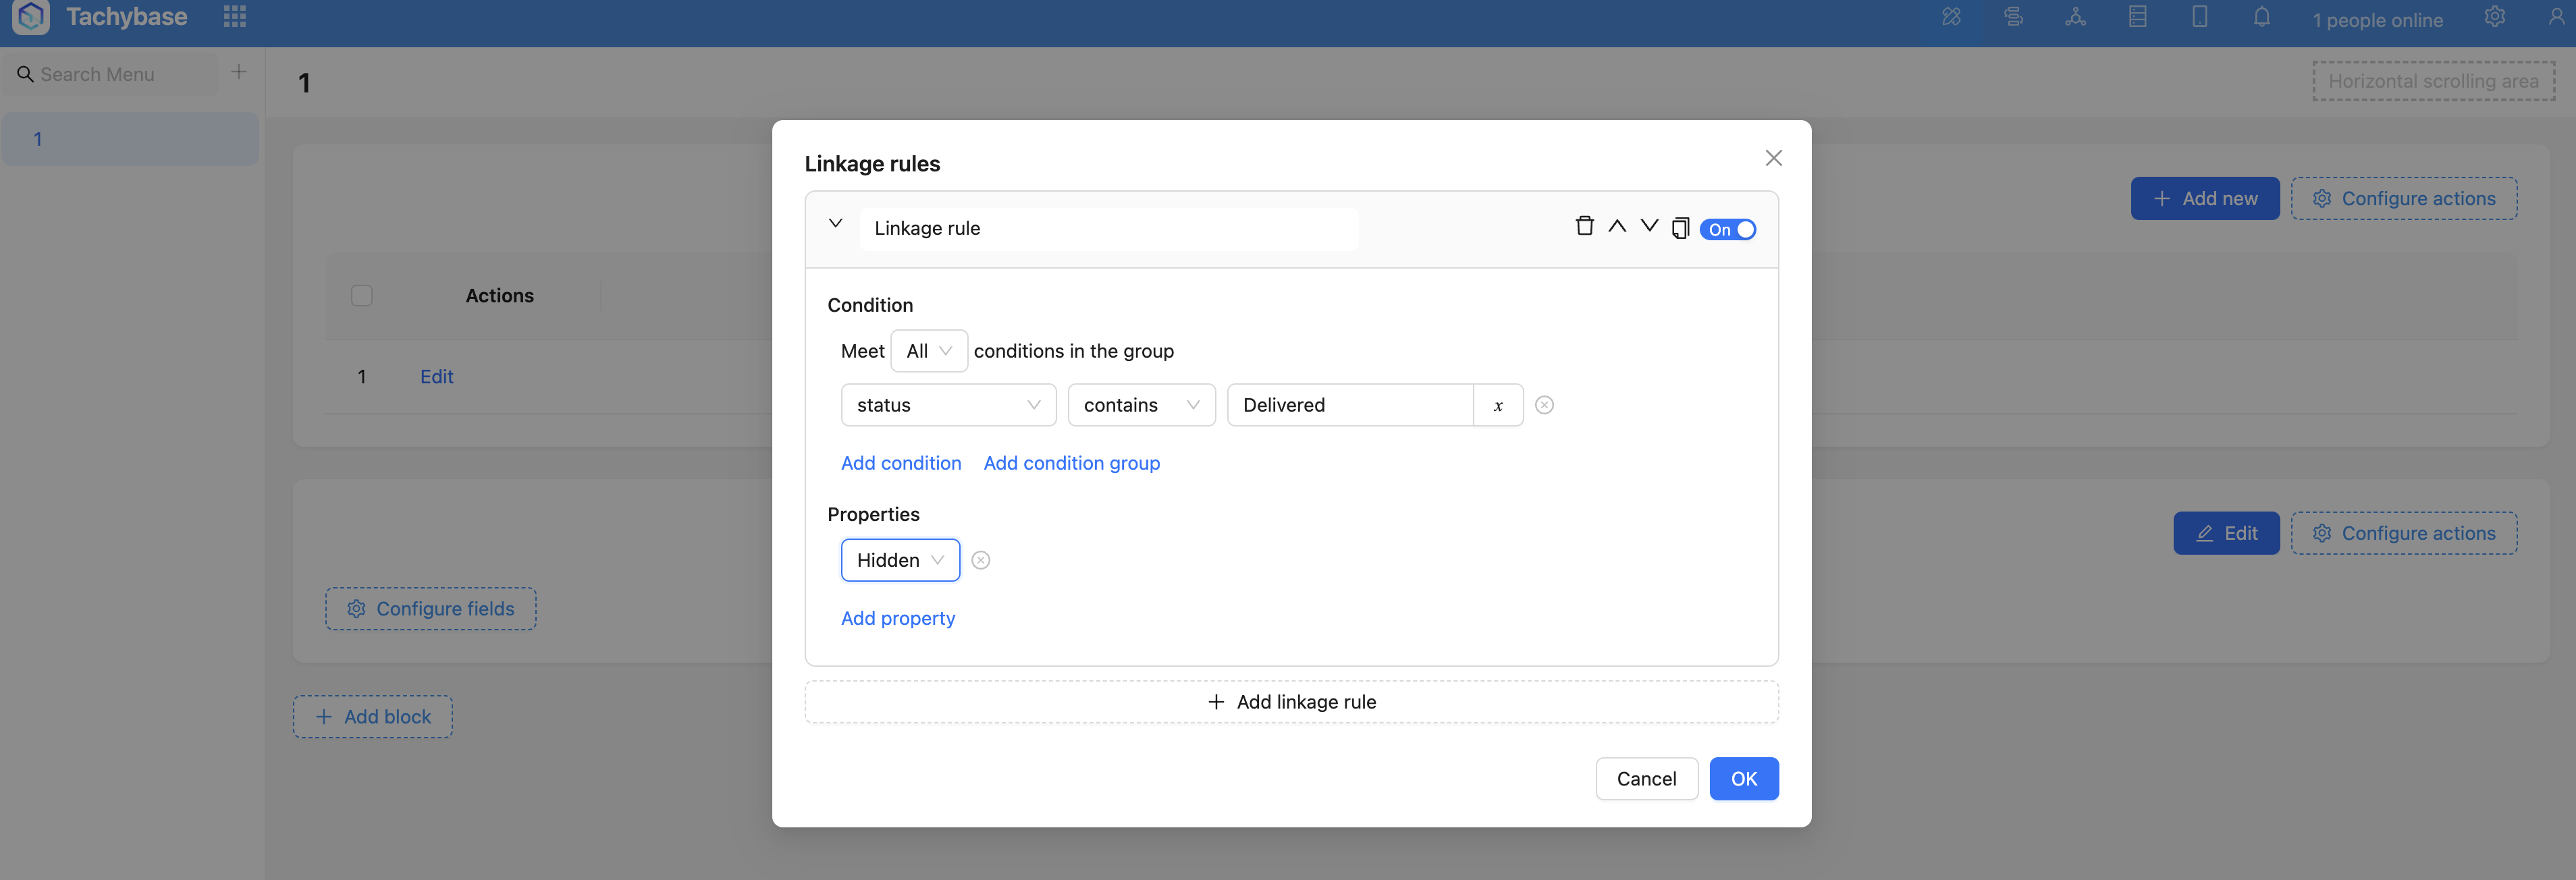 Tachybase
1 people online
Search Menu
1
1
Horizontal scrolling area
Add new
Configure actions
Actions
1
Edit
Edit
Configure actions
Configure fields
Add block
Linkage rules
Linkage rule
On
Condition
Meet All conditions in the group
status contains Delivered x
Add condition Add condition group
Properties
Hidden
Add property
Add linkage rule
Cancel OK